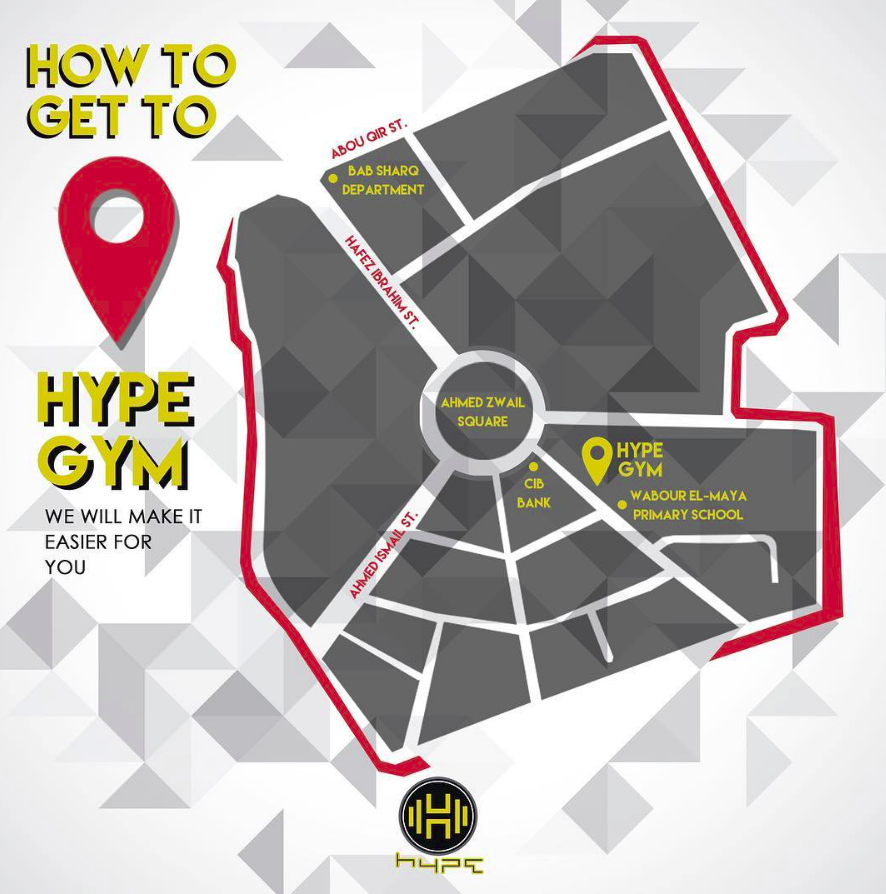 HOW TO
GET TO
HYPE
GYM
WE WILL MAKE IT
EASIER FOR
YOU
ABOU QIR ST.
BAB SHARQ
DEPARTMENT
HAFEZ IBRAHIM ST.
AHMED ZWAIL
SQUARE
HYPE
GYM
CIB
BANK
WABOUR EL-MAYA
PRIMARY SCHOOL
AHMED ISMAIL ST.
H
hype